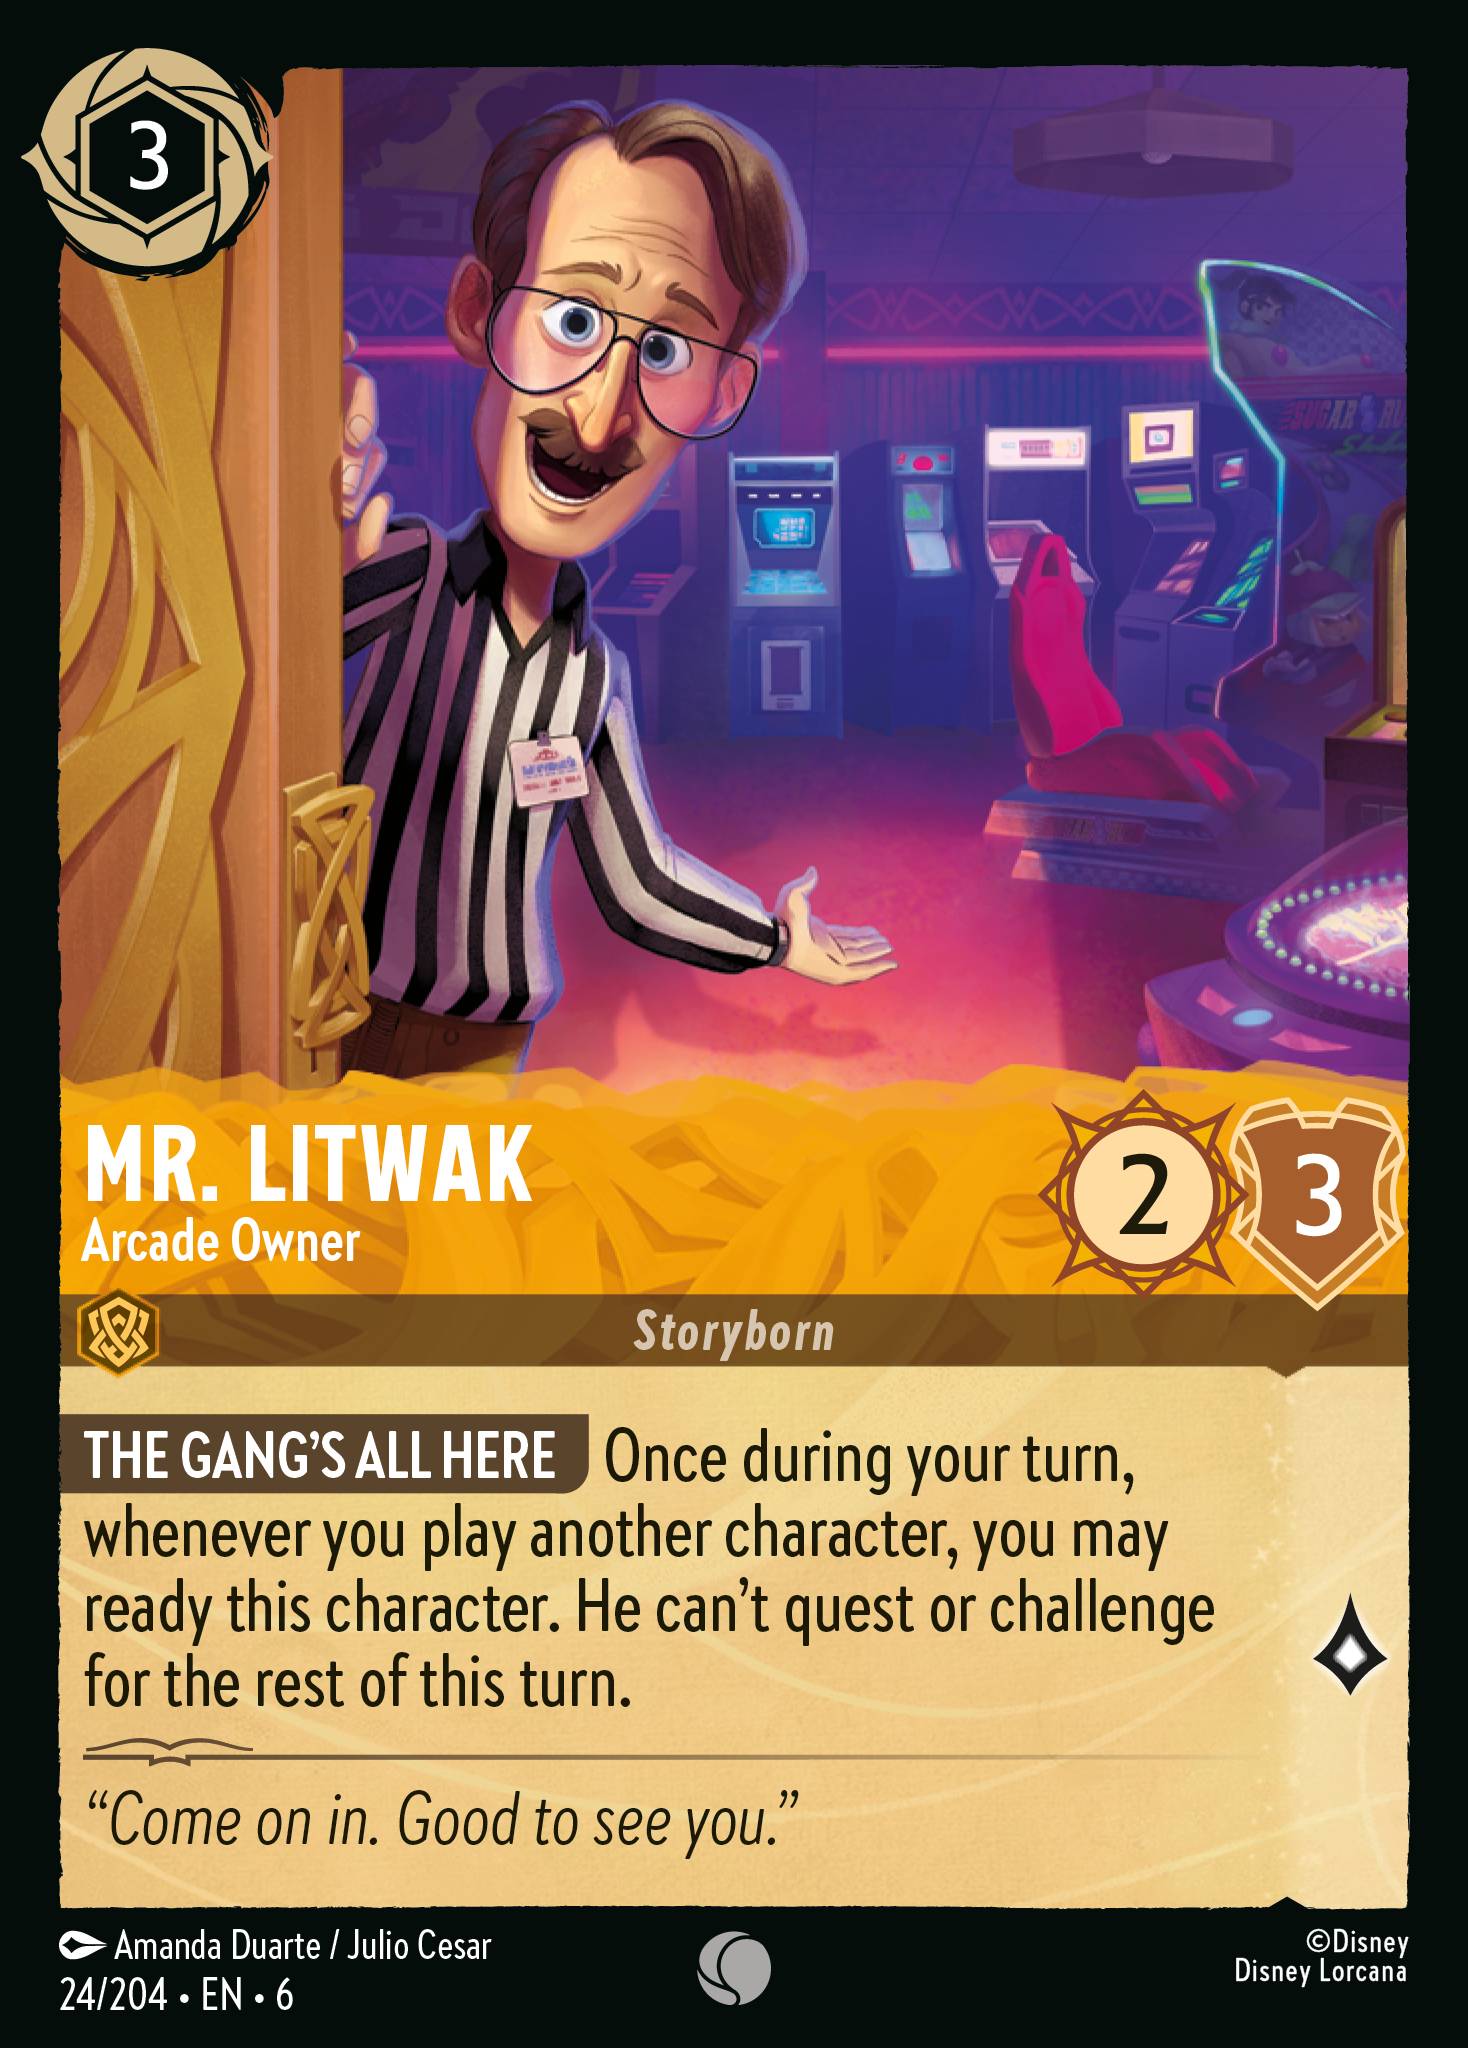 3
SUGAR RU
MR. LITWAK
Arcade Owner
2
3
Storyborn
THE GANG’S ALL HERE Once during your turn,
whenever you play another character, you may
ready this character. He can’t quest or challenge
for the rest of this turn.
“Come on in. Good to see you.”
Amanda Duarte / Julio Cesar
24/204 • EN • 6
©Disney
Disney Lorcana